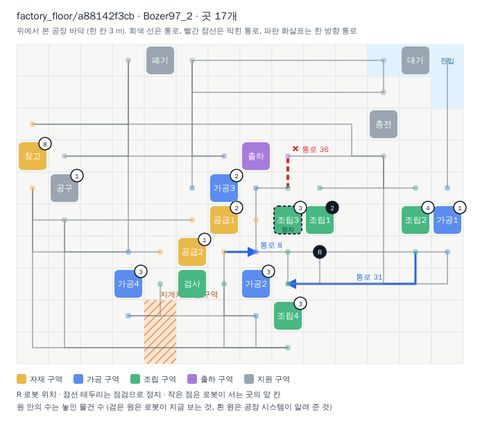 factory_floor/a88142f3cb · Bozer97_2 · 곳 17개
위에서 본 공장 바닥 (한 칸 3 m). 회색 선은 통로, 빨간 점선은 막힌 통로, 파란 화살표는 한 방향 통로
폐기
대기
진입
충전
8
창고
출하
통로 36
1
공구
3
가공3
2
공급1
3
조립3
정지
2
조립1
4
조립2
1
가공1
1
공급2
통로 8
R
3
가공4
검사
3
가공2
통로 31
구역
3
조립4
자재 구역
가공 구역
조립 구역
출하 구역
지원 구역
R 로봇 위치 · 점선 테두리는 점검으로 정지 · 작은 점은 로봇이 서는 곳의 앞 칸
원 안의 수는 놓인 물건 수 (검은 원은 로봇이 지금 보는 것, 흰 원은 공장 시스템이 알려 준 것)